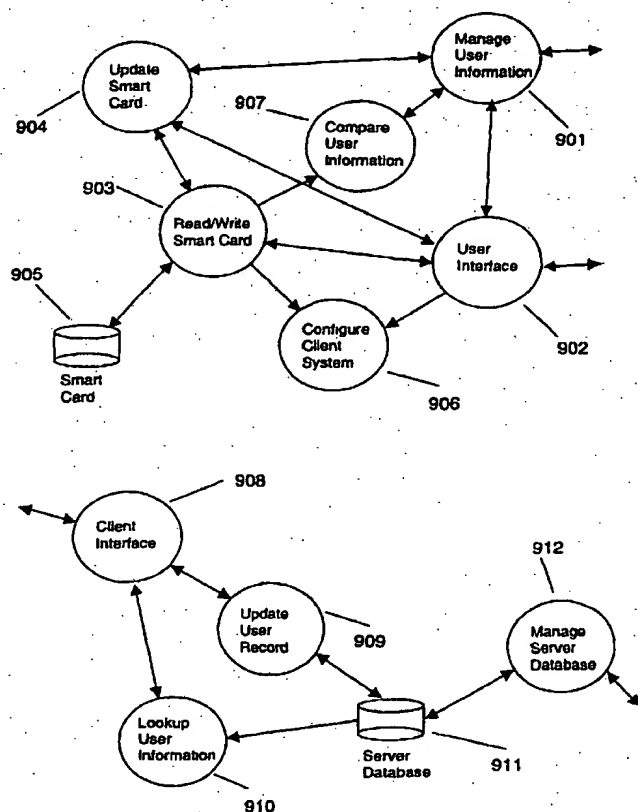 Manage
User
Information
901
Update
Smart
Card
904
907
Compare
User
Information
903
Read/Write
Smart Card
User
Interface
902
905
Smart
Card
Configure
Client
System
906
908
Client
Interface
912
Update
User
Record
909
Manage
Server
Database
Lookup
User
Information
910
Server
Database
911